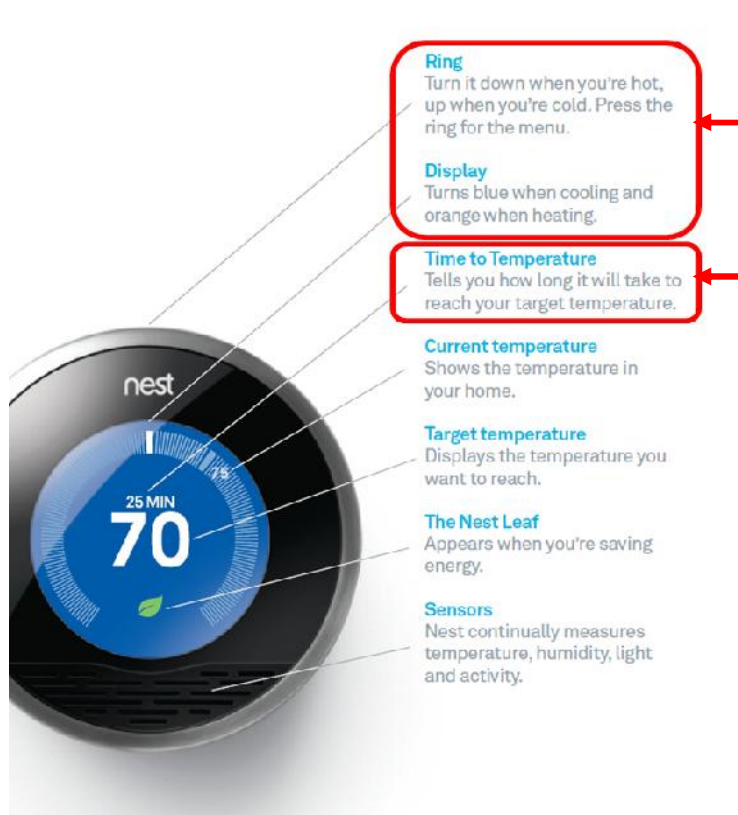 Ring
Turn it down when you're hot,
up when you're cold. Press the
ring for the menu.
Display
Turns blue when cooling and
orange when heating.
Time to Temperature
Tells you how long it will take to
reach your target temperature.
Current temperature
Shows the temperature in
your home.
Target temperature
Displays the temperature you
want to reach.
The Nest Leaf
Appears when you're saving
energy.
Sensors
Nest continually measures
temperature, humidity, light
and activity.
nest
75
25 MIN
70